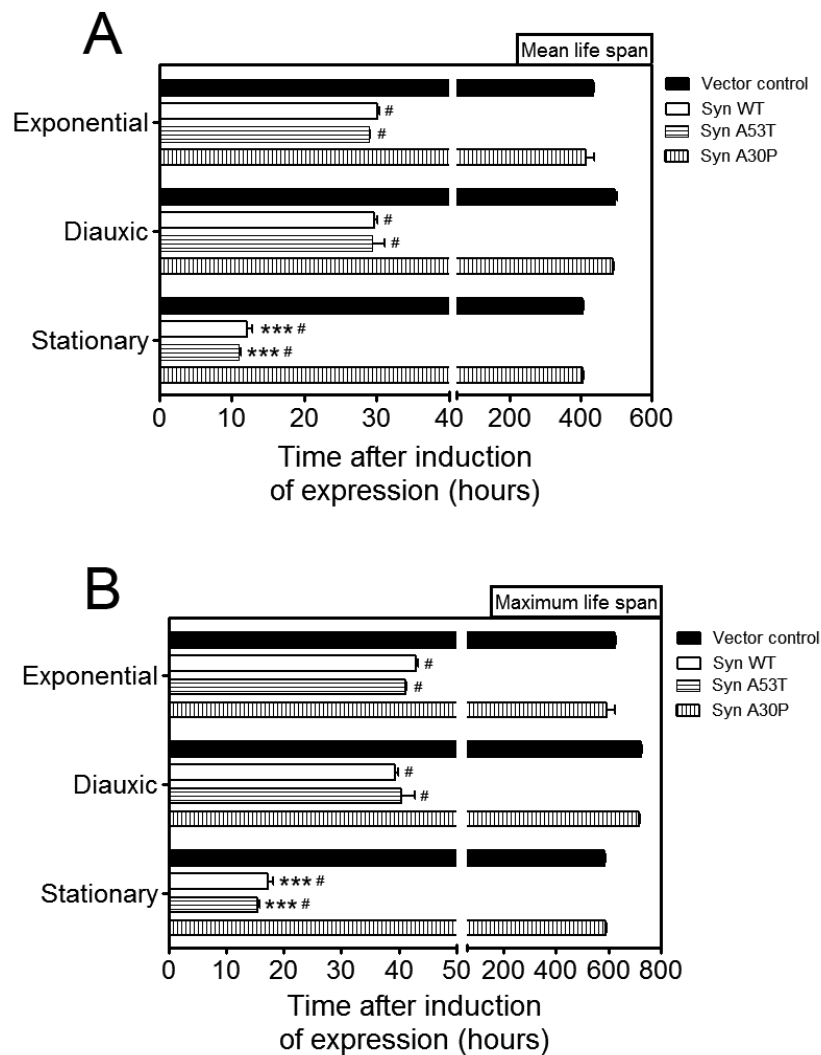 A
Mean life span
Vector control
Syn WT
Syn A53T
Syn A30P
Exponential
#
#
Diauxic
#
#
Stationary
*** #
*** #
0 10 20 30 40 200 400 600
Time after induction
of expression (hours)
B
Maximum life span
Vector control
Syn WT
Syn A53T
Syn A30P
Exponential
#
#
Diauxic
#
#
Stationary
*** #
*** #
0 10 20 30 40 50 200 400 600 800
Time after induction
of expression (hours)